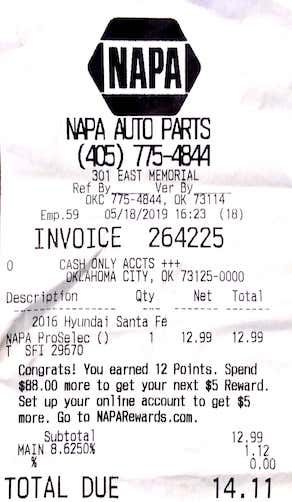 NAPA
NAPA AUTO PARTS
(405) 775-4844
301 EAST MEMORIAL
Ref By____ Ver By_____
OKC 775-4844, OK 73114
Emp.59 05/18/2019 16:23 (18)
INVOICE 264225
0 CASH ONLY ACCTS +++
OKLAHOMA CITY, OK 73125-0000
Description Qty Net Total
2016 Hyundai Santa Fe
NAPA ProSelec () 1 12.99 12.99
T SFI 29670
Congrats! You earned 12 Points. Spend
$88.00 more to get your next $5 Reward.
Set up your online account to get $5
more. Go to NAPARewards.com.
Subtotal 12.99
MAIN 8.6250% 1.12
% 0.00
TOTAL DUE 14.11